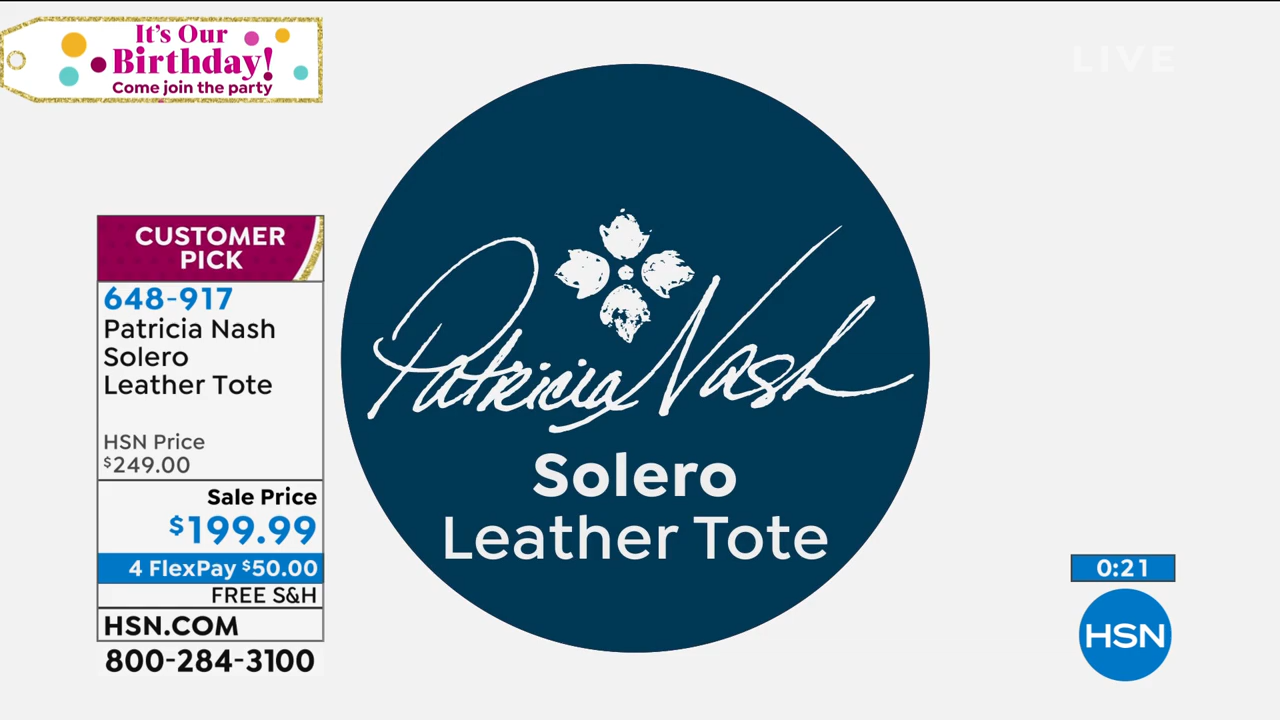 It's Our
Birthday!
Come join the party
LIVE
CUSTOMER
PICK
648-917
Patricia Nash
Solero
Leather Tote
HSN Price
$249.00
Sale Price
$199.99
4 FlexPay $50.00
FREE S&H
HSN.COM
800-284-3100
Patricia Nash
Solero
Leather Tote
0:21
HSN